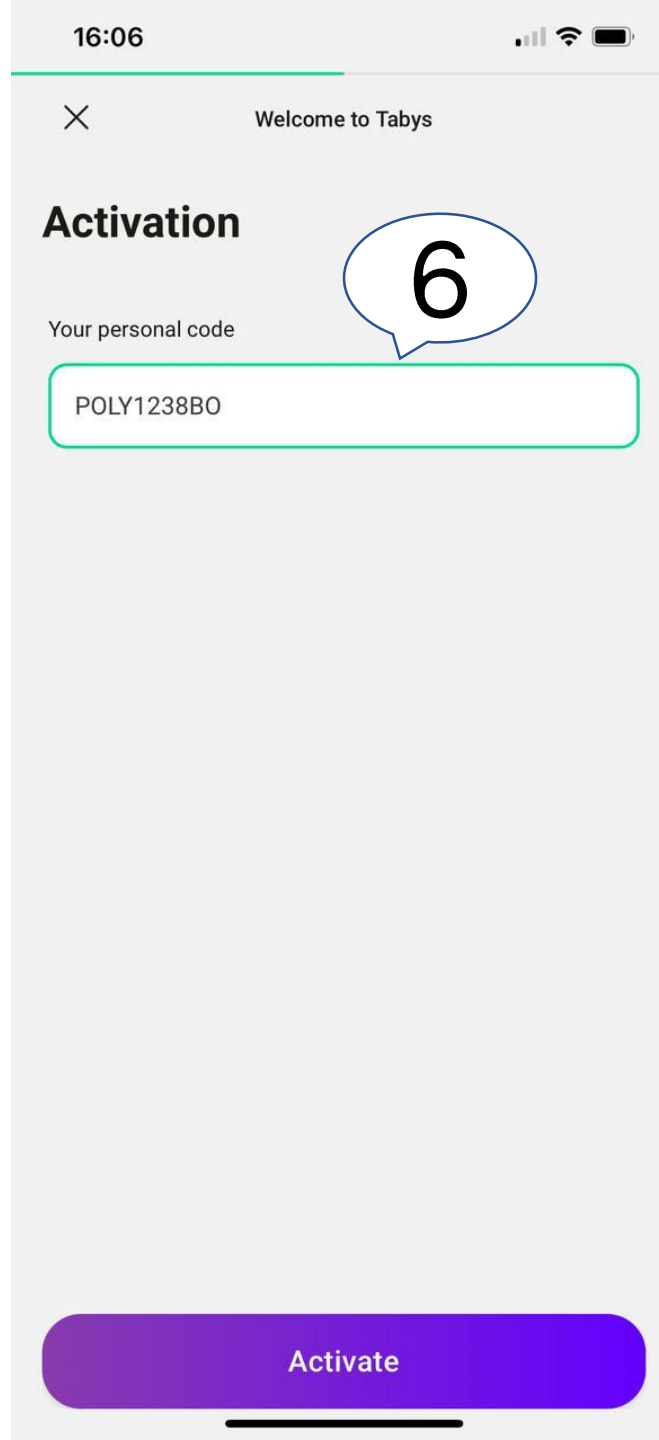 16:06
Welcome to Tabys
Activation
6
Your personal code
POLY1238BO
Activate